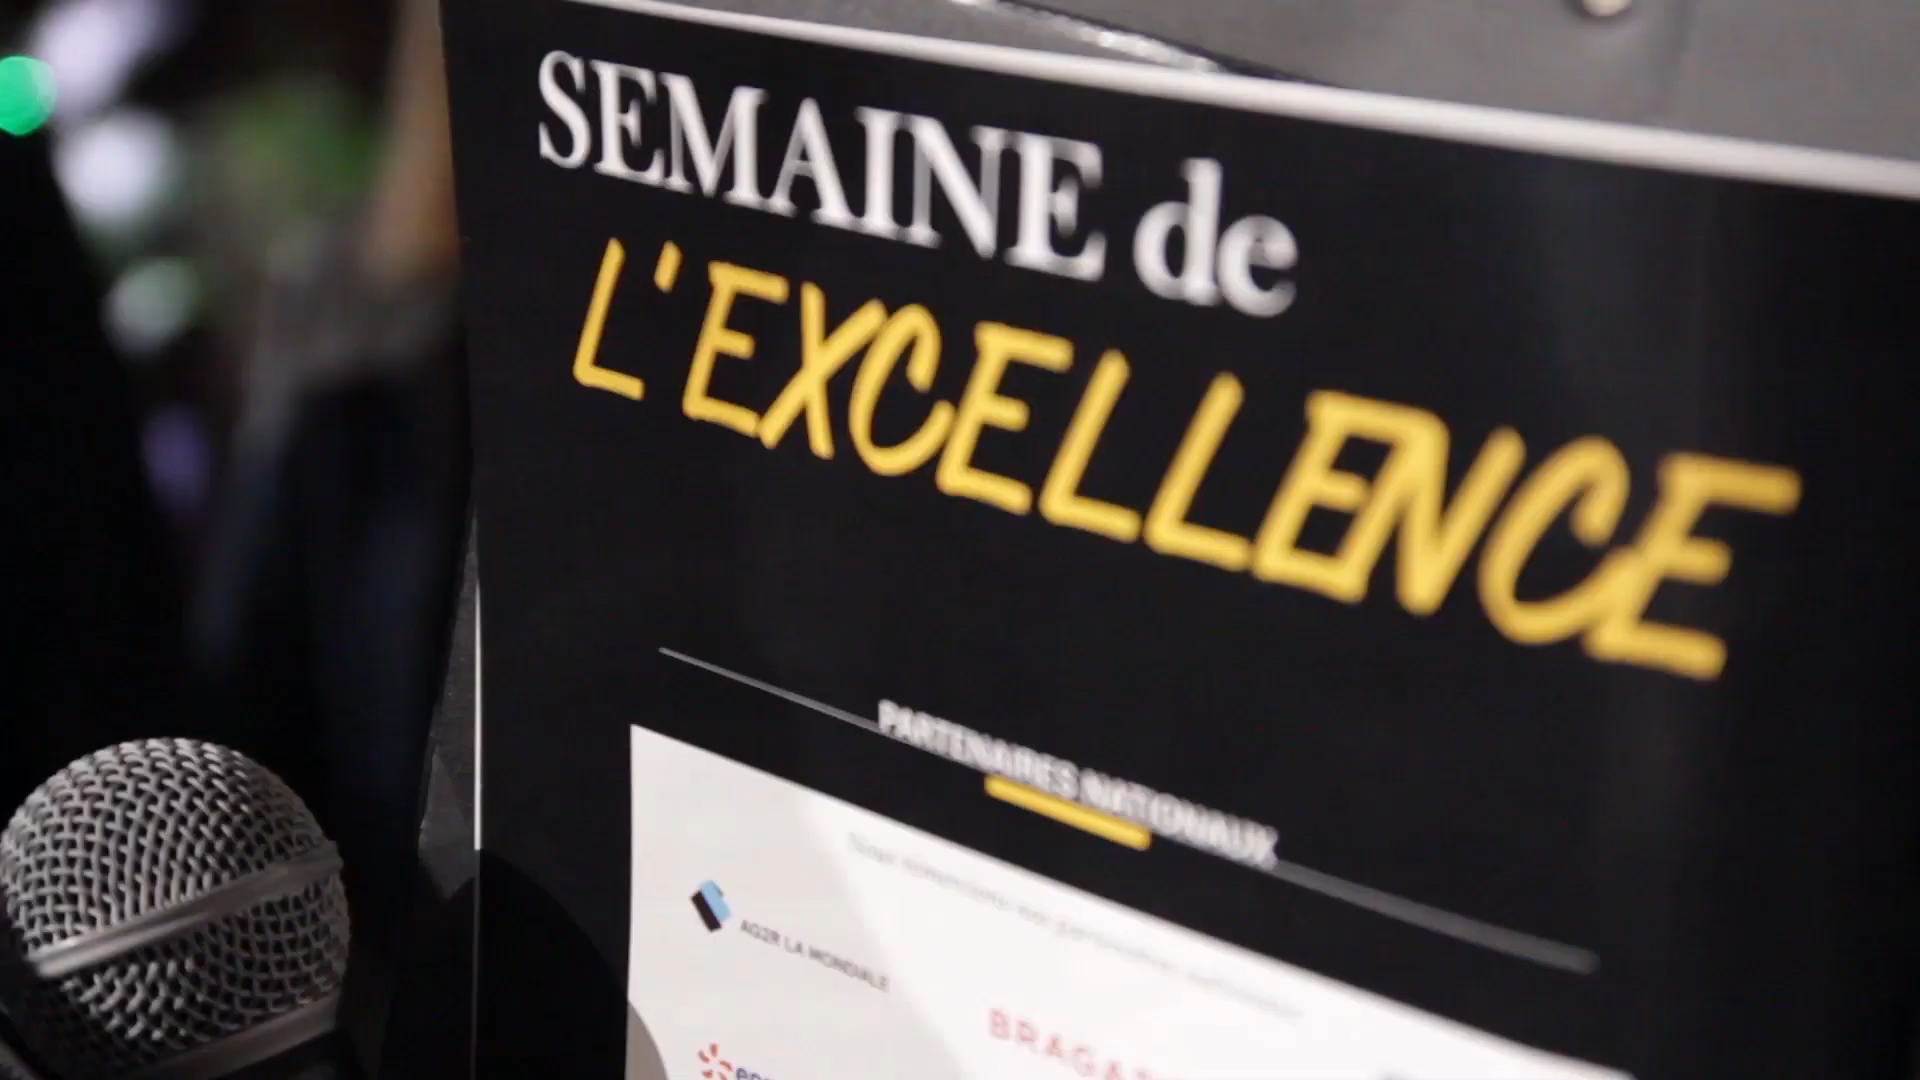 SEMAINE de
L'EXCELLENCE
PARTENAIRES NATIONAUX
AG2R LA MONDIALE